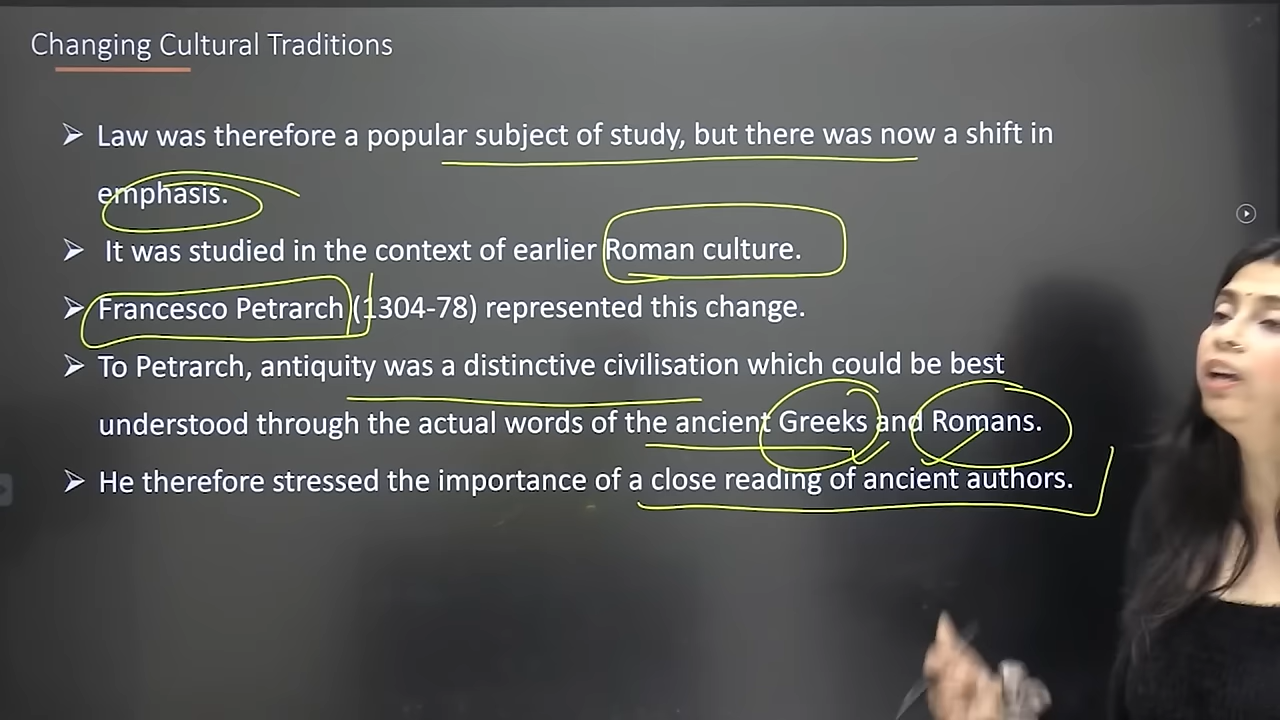 Changing Cultural Traditions
➢ Law was therefore a popular subject of study, but there was now a shift in
emphasis.
➢ It was studied in the context of earlier Roman culture.
➢ Francesco Petrarch (1304-78) represented this change.
➢ To Petrarch, antiquity was a distinctive civilisation which could be best
understood through the actual words of the ancient Greeks and Romans.
➢ He therefore stressed the importance of a close reading of ancient authors.